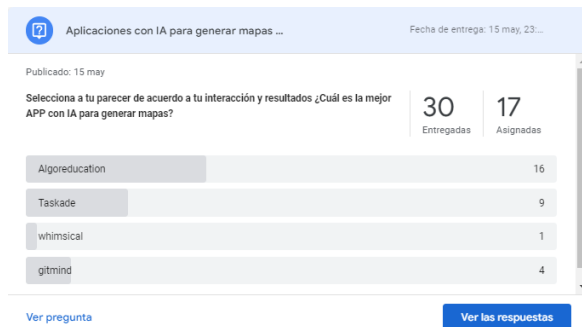 Aplicaciones con IA para generar mapas ...
Fecha de entrega: 15 may, 23:...
Publicado: 15 may
Selecciona a tu parecer de acuerdo a tu interacción y resultados ¿Cuál es la mejor
APP con IA para generar mapas?
30
Entregadas
17
Asignadas
Algoreducation 16
Taskade 9
whimsical 1
gitmind 4
Ver pregunta
Ver las respuestas